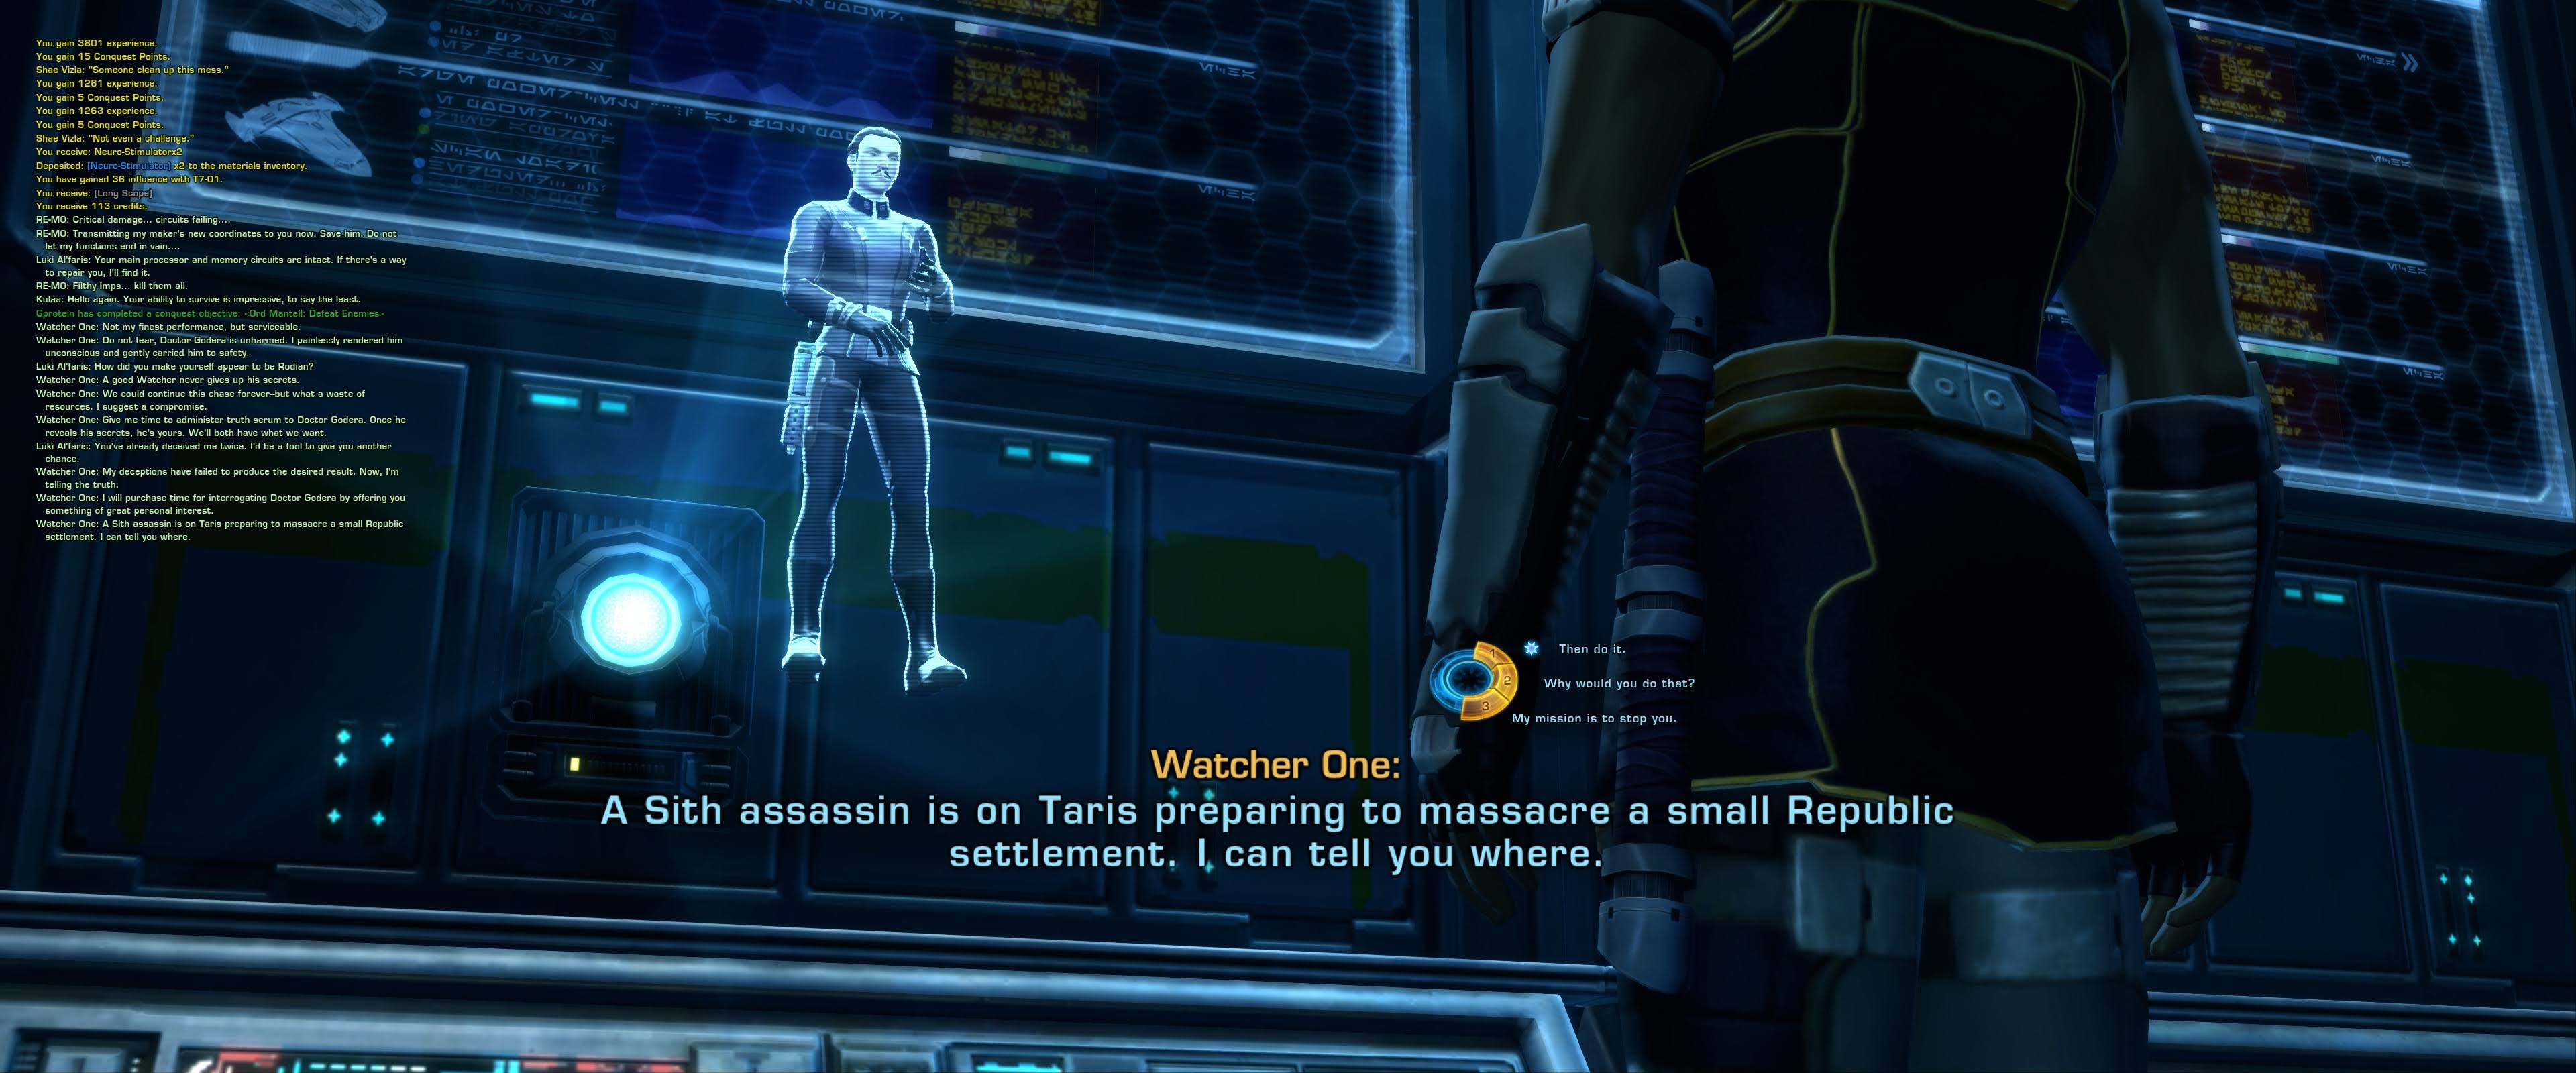 You gain 3801 experience.
You gain 15 Conquest Points.
Shae Vizla: "Someone clean up this mess."
You gain 1261 experience.
You gain 5 Conquest Points.
You gain 1263 experience.
You gain 5 Conquest Points.
Shae Vizla: "Not even a challenge."
You receive: Neuro-Stimulatorx2
Deposited: [Neuro-Stimulator] x2 to the materials inventory.
You have gained 36 influence with T7-01.
You receive: [Long Scope]
You receive 113 credits.
RE-M0: Critical damage... circuits failing....
RE-M0: Transmitting my maker's new coordinates to you now. Save him. Do not
let my functions end in vain....
Luki Al'faris: Your main processor and memory circuits are intact. If there's a way
to repair you, I'll find it.
RE-M0: Filthy Imps... kill them all.
Kulaa: Hello again. Your ability to survive is impressive, to say the least.
Gprotein has completed a conquest objective: <Ord Mantell: Defeat Enemies>
Watcher One: Not my finest performance, but serviceable.
Watcher One: Do not fear, Doctor Godera is unharmed. I painlessly rendered him
unconscious and gently carried him to safety.
Luki Al'faris: How did you make yourself appear to be Rodian?
Watcher One: A good Watcher never gives up his secrets.
Watcher One: We could continue this chase forever–but what a waste of
resources. I suggest a compromise.
Watcher One: Give me time to administer truth serum to Doctor Godera. Once he
reveals his secrets, he's yours. We'll both have what we want.
Luki Al'faris: You've already deceived me twice. I'd be a fool to give you another
chance.
Watcher One: My deceptions have failed to produce the desired result. Now, I'm
telling the truth.
Watcher One: I will purchase time for interrogating Doctor Godera by offering you
something of great personal interest.
Watcher One: A Sith assassin is on Taris preparing to massacre a small Republic
settlement. I can tell you where.
1 Then do it.
2 Why would you do that?
3 My mission is to stop you.
Watcher One:
A Sith assassin is on Taris preparing to massacre a small Republic
settlement. I can tell you where.